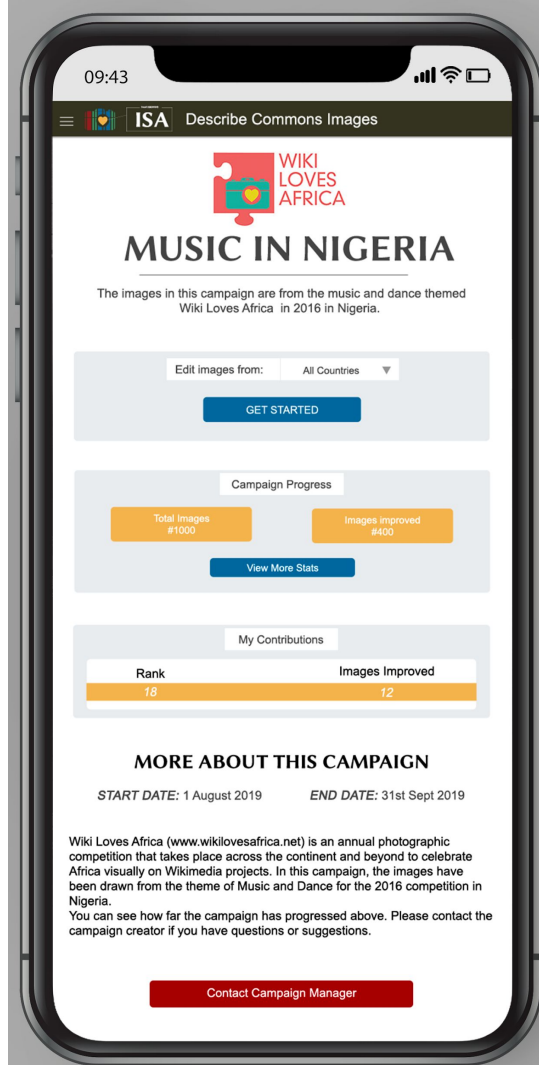 09:43
ISA Describe Commons Images
WIKI
LOVES
AFRICA
MUSIC IN NIGERIA
The images in this campaign are from the music and dance themed
Wiki Loves Africa in 2016 in Nigeria.
Edit images from: All Countries
GET STARTED
Campaign Progress
Total Images Images improved
#1000 #400
View More Stats
My Contributions
Rank Images Improved
18 12
MORE ABOUT THIS CAMPAIGN
START DATE: 1 August 2019 END DATE: 31st Sept 2019
Wiki Loves Africa (www.wikilovesafrica.net) is an annual photographic
competition that takes place across the continent and beyond to celebrate
Africa visually on Wikimedia projects. In this campaign, the images have
been drawn from the theme of Music and Dance for the 2016 competition in
Nigeria.
You can see how far the campaign has progressed above. Please contact the
campaign creator if you have questions or suggestions.
Contact Campaign Manager